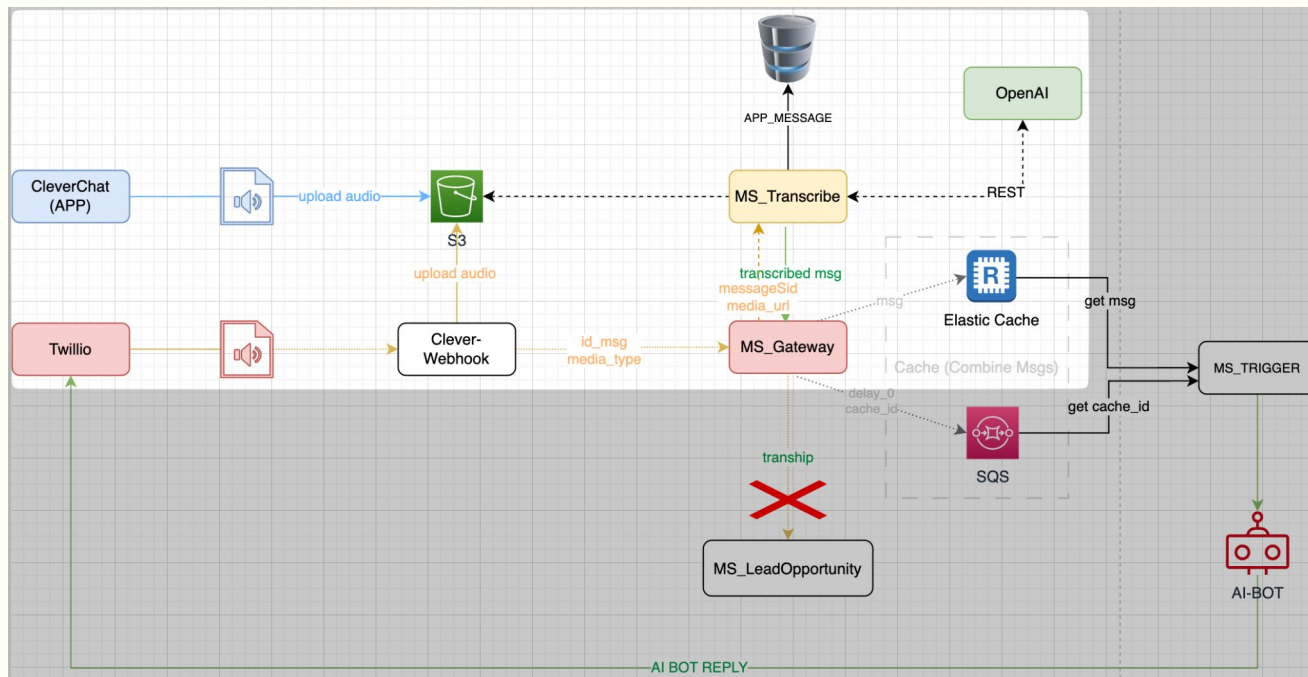 OpenAI
APP_MESSAGE
CleverChat
(APP)
upload audio
S3
MS_Transcribe
REST
upload audio
transcribed msg
messageSid
media_url
msg
R
get msg
Elastic Cache
Twillio
Clever-
Webhook
id_msg
media_type
MS_Gateway
Cache (Combine Msgs)
MS_TRIGGER
delay_0
cache_id
get cache_id
tranship
SQS
MS_LeadOpportunity
AI-BOT
AI BOT REPLY